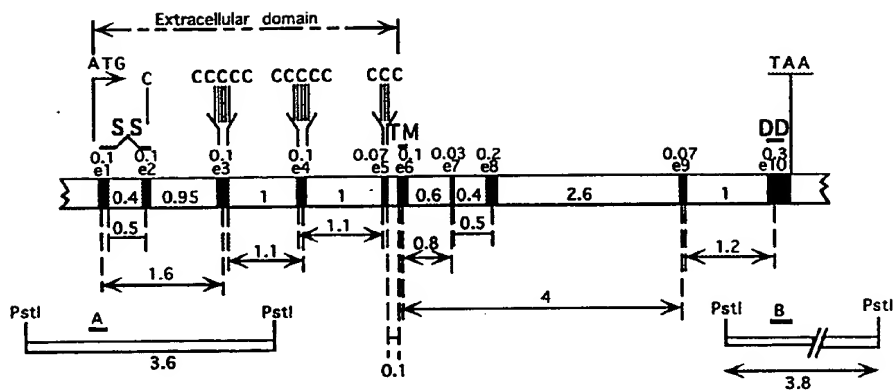 Extracellular domain
ATG C CCCCC CCCCC CCC TAA
SS TM DD
0.1 0.1 0.1 0.1 0.07 0.1 0.03 0.2 0.07 0.3
e1 e2 e3 e4 e5 e6 e7 e8 e9 e10
0.4 0.95 1 1 0.6 0.4 2.6 1
0.5 1.1 1.1 0.8 0.5 1.2
1.6 4
PstI A PstI PstI B PstI
3.6 0.1 3.8